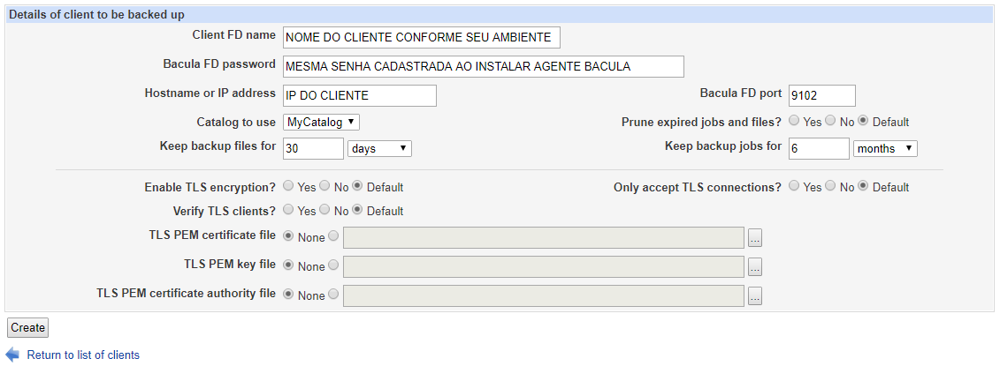 Details of client to be backed up
Client FD name NOME DO CLIENTE CONFORME SEU AMBIENTE
Bacula FD password MESMA SENHA CADASTRADA AO INSTALAR AGENTE BACULA
Hostname or IP address IP DO CLIENTE Bacula FD port 9102
Catalog to use MyCatalog Prune expired jobs and files? Yes No Default
Keep backup files for 30 days Keep backup jobs for 6 months
Enable TLS encryption? Yes No Default Only accept TLS connections? Yes No Default
Verify TLS clients? Yes No Default
TLS PEM certificate file None ...
TLS PEM key file None ...
TLS PEM certificate authority file None ...
Create
Return to list of clients